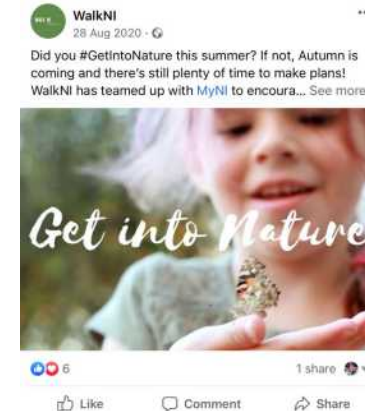 WalkNI
28 Aug 2020 ·
Did you #GetIntoNature this summer? If not, Autumn is
coming and there's still plenty of time to make plans!
WalkNI has teamed up with MyNI to encoura... See more
Get into Nature
6 1 share
Like Comment Share